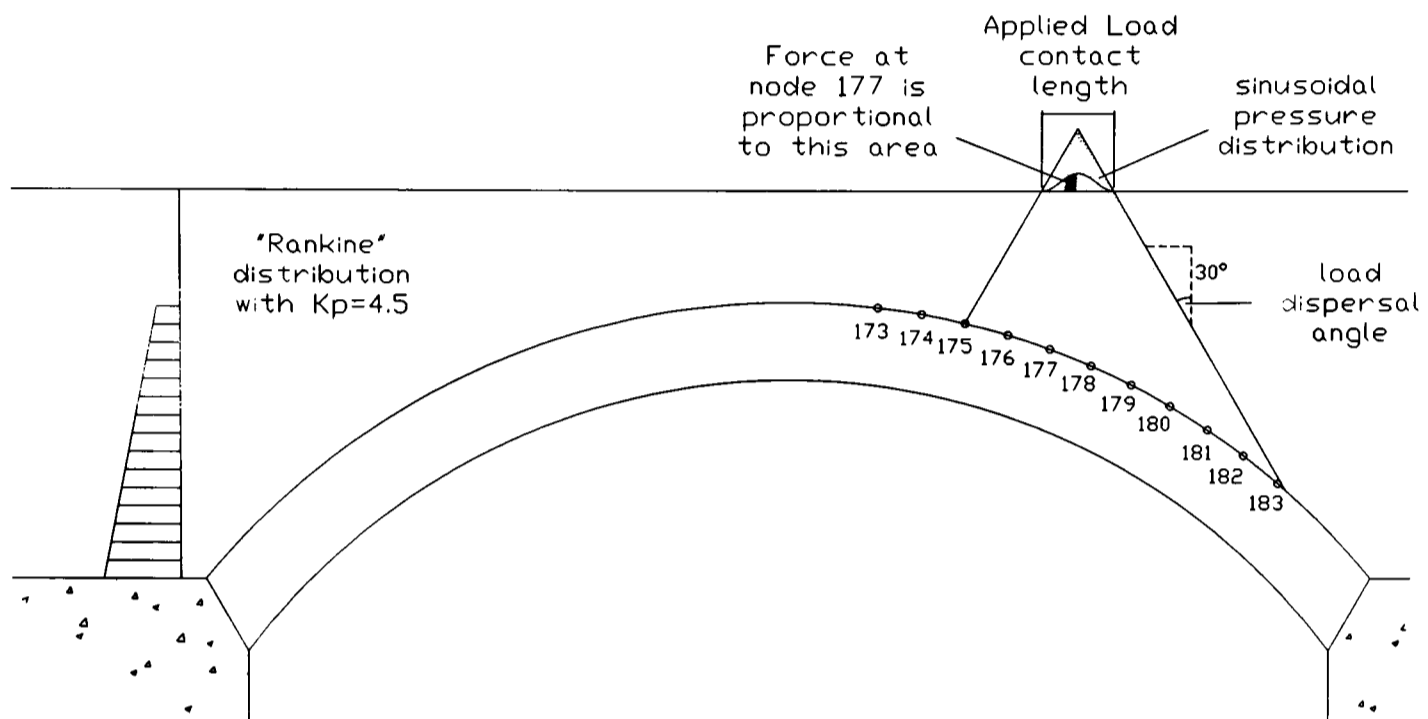 Force at
node 177 is
proportional
to this area
Applied Load
contact
length
sinusoidal
pressure
distribution
"Rankine"
distribution
with Kp=4.5
30°
load
dispersal
angle
173
174
175
176
177
178
179
180
181
182
183